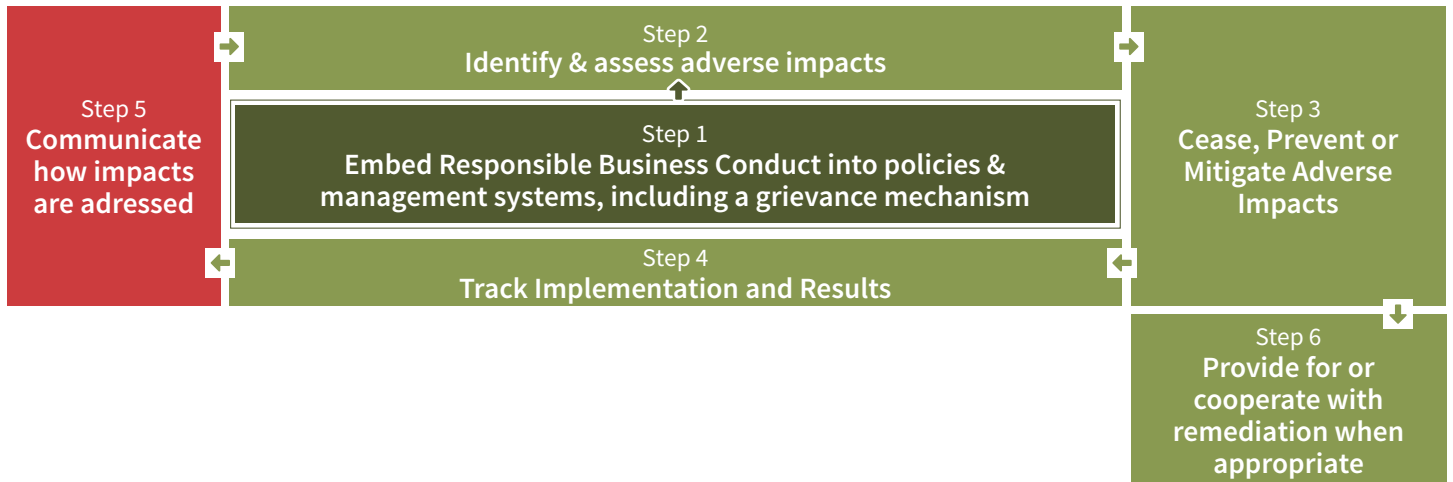 Step 2
Identify & assess adverse impacts
Step 5
Communicate
how impacts
are adressed
Step 1
Embed Responsible Business Conduct into policies &
management systems, including a grievance mechanism
Step 3
Cease, Prevent or
Mitigate Adverse
Impacts
Step 4
Track Implementation and Results
Step 6
Provide for or
cooperate with
remediation when
appropriate